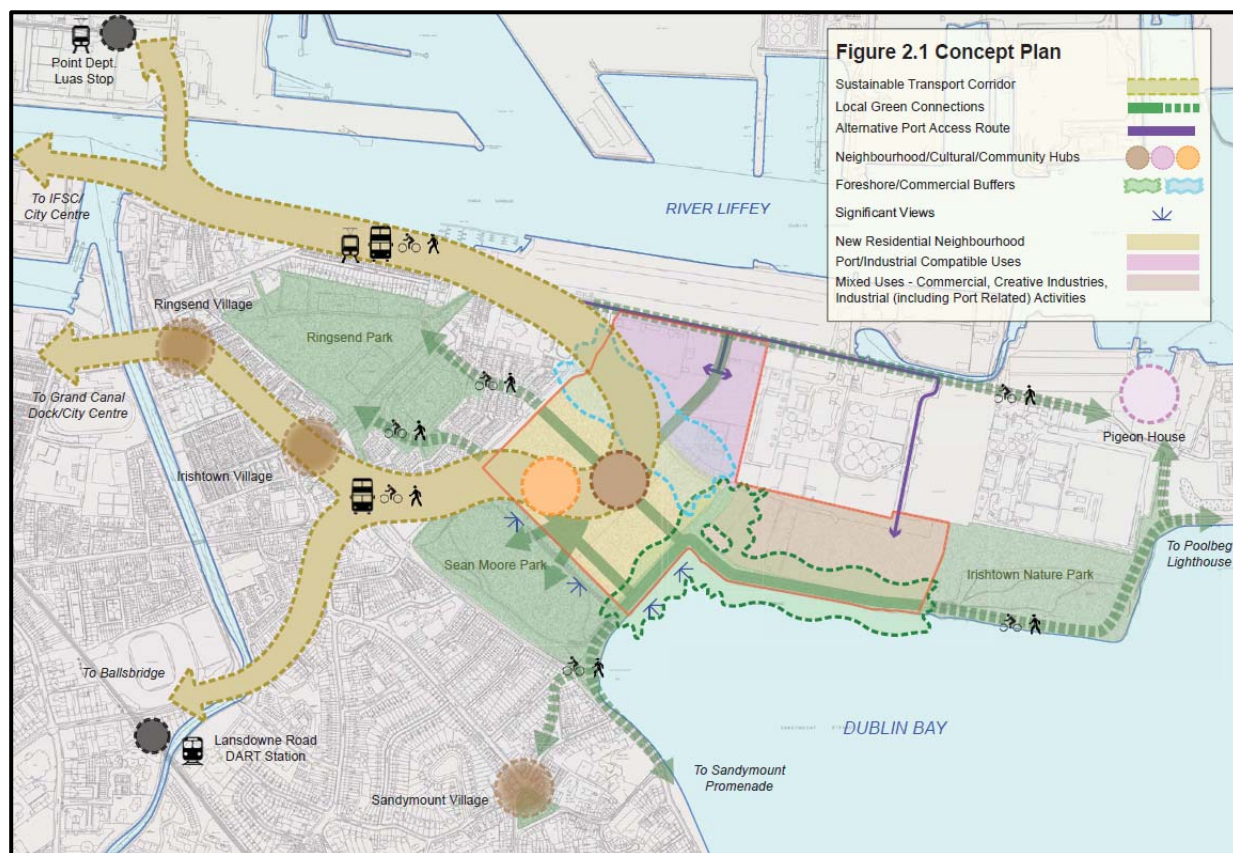 Point Dept.
Luas Stop
Figure 2.1 Concept Plan
Sustainable Transport Corridor
Local Green Connections
Alternative Port Access Route
Neighbourhood/Cultural/Community Hubs
Foreshore/Commercial Buffers
Significant Views
New Residential Neighbourhood
Port/Industrial Compatible Uses
Mixed Uses - Commercial, Creative Industries,
Industrial (including Port Related) Activities
To IFSC/
City Centre
RIVER LIFFEY
Ringsend Village
Ringsend Park
To Grand Canal
Dock/City Centre
Irishtown Village
Pigeon House
Sean Moore Park
Irishtown Nature Park
To Poolbeg
Lighthouse
To Ballsbridge
Lansdowne Road
DART Station
DUBLIN BAY
To Sandymount
Promenade
Sandymount Village